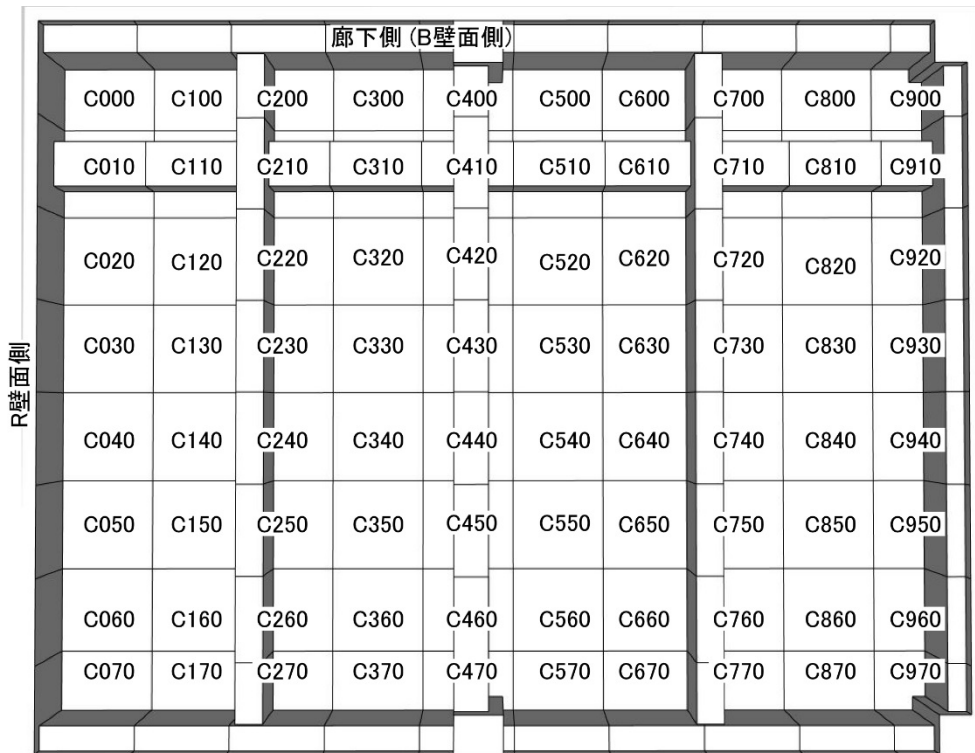 廊下側 (B壁面側)
C000 C100 C200 C300 C400 C500 C600 C700 C800 C900
C010 C110 C210 C310 C410 C510 C610 C710 C810 C910
C020 C120 C220 C320 C420 C520 C620 C720 C820 C920
C030 C130 C230 C330 C430 C530 C630 C730 C830 C930
R壁面側
C040 C140 C240 C340 C440 C540 C640 C740 C840 C940
C050 C150 C250 C350 C450 C550 C650 C750 C850 C950
C060 C160 C260 C360 C460 C560 C660 C760 C860 C960
C070 C170 C270 C370 C470 C570 C670 C770 C870 C970